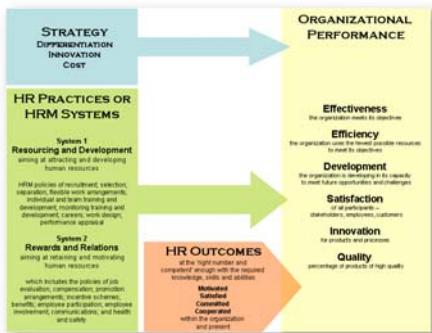 STRATEGY
DIFFERENTIATION
INNOVATION
COST
HR PRACTICES OR
HRM SYSTEMS
System 1
Resourcing and Development
aiming at attracting and developing
human resources
HRM policies of recruitment; selection;
separation; flexible work arrangements;
individual and team training and
development; monitoring training and
development; careers; work design;
performance appraisal
System 2
Rewards and Relations
aiming at retaining and motivating
human resources
which includes the policies of job
evaluation; compensation; promotion
arrangements; incentive schemes;
benefits; employee participation; employee
involvement; communications; and health
and safety
HR OUTCOMES
at the 'right number and
competent' enough with the required
knowledge, skills and abilities
Motivated
Satisfied
Committed
Cooperated
within the organization
and present
ORGANIZATIONAL
PERFORMANCE
Effectiveness
the organization meets its objectives
Efficiency
the organization uses the fewest possible resources
to meet its objectives
Development
the organization is developing in its capacity
to meet future opportunities and challenges
Satisfaction
of all participants –
stakeholders, employees, customers
Innovation
for products and processes
Quality
percentage of products of high quality